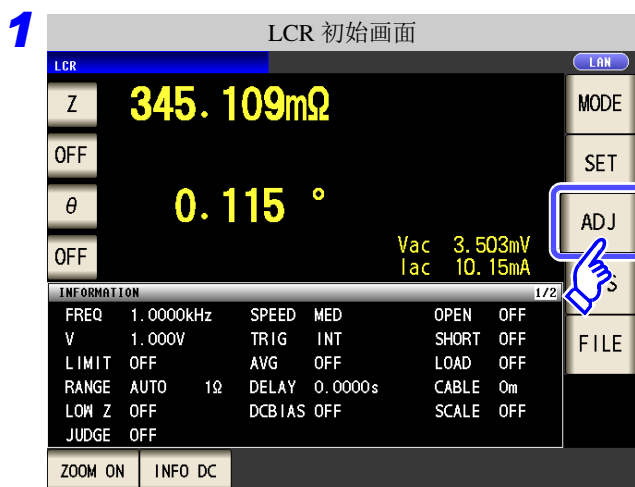 1
LCR 初始画面
LCR
LAN
Z 345.109mΩ
MODE
OFF
SET
θ 0.115 °
ADJ
OFF
Vac 3.503mV
Iac 10.15mA
S
INFORMATION 1/2
FREQ 1.0000kHz SPEED MED OPEN OFF
V 1.000V TRIG INT SHORT OFF
FILE
LIMIT OFF AVG OFF LOAD OFF
RANGE AUTO 1Ω DELAY 0.0000s CABLE 0m
LOW Z OFF DCBIAS OFF SCALE OFF
JUDGE OFF
ZOOM ON INFO DC